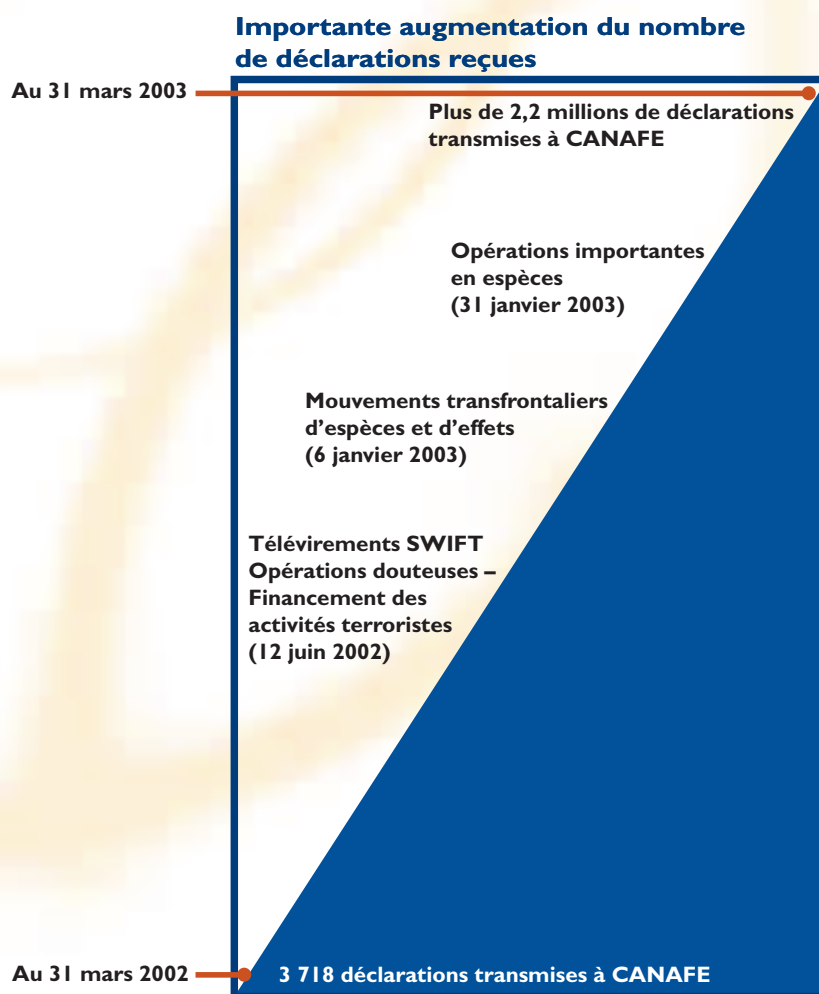 Importante augmentation du nombre
de déclarations reçues
Au 31 mars 2003
Plus de 2,2 millions de déclarations
transmises à CANAFE
Opérations importantes
en espèces
(31 janvier 2003)
Mouvements transfrontaliers
d'espèces et d'effets
(6 janvier 2003)
Télévirements SWIFT
Opérations douteuses –
Financement des
activités terroristes
(12 juin 2002)
Au 31 mars 2002
3 718 déclarations transmises à CANAFE